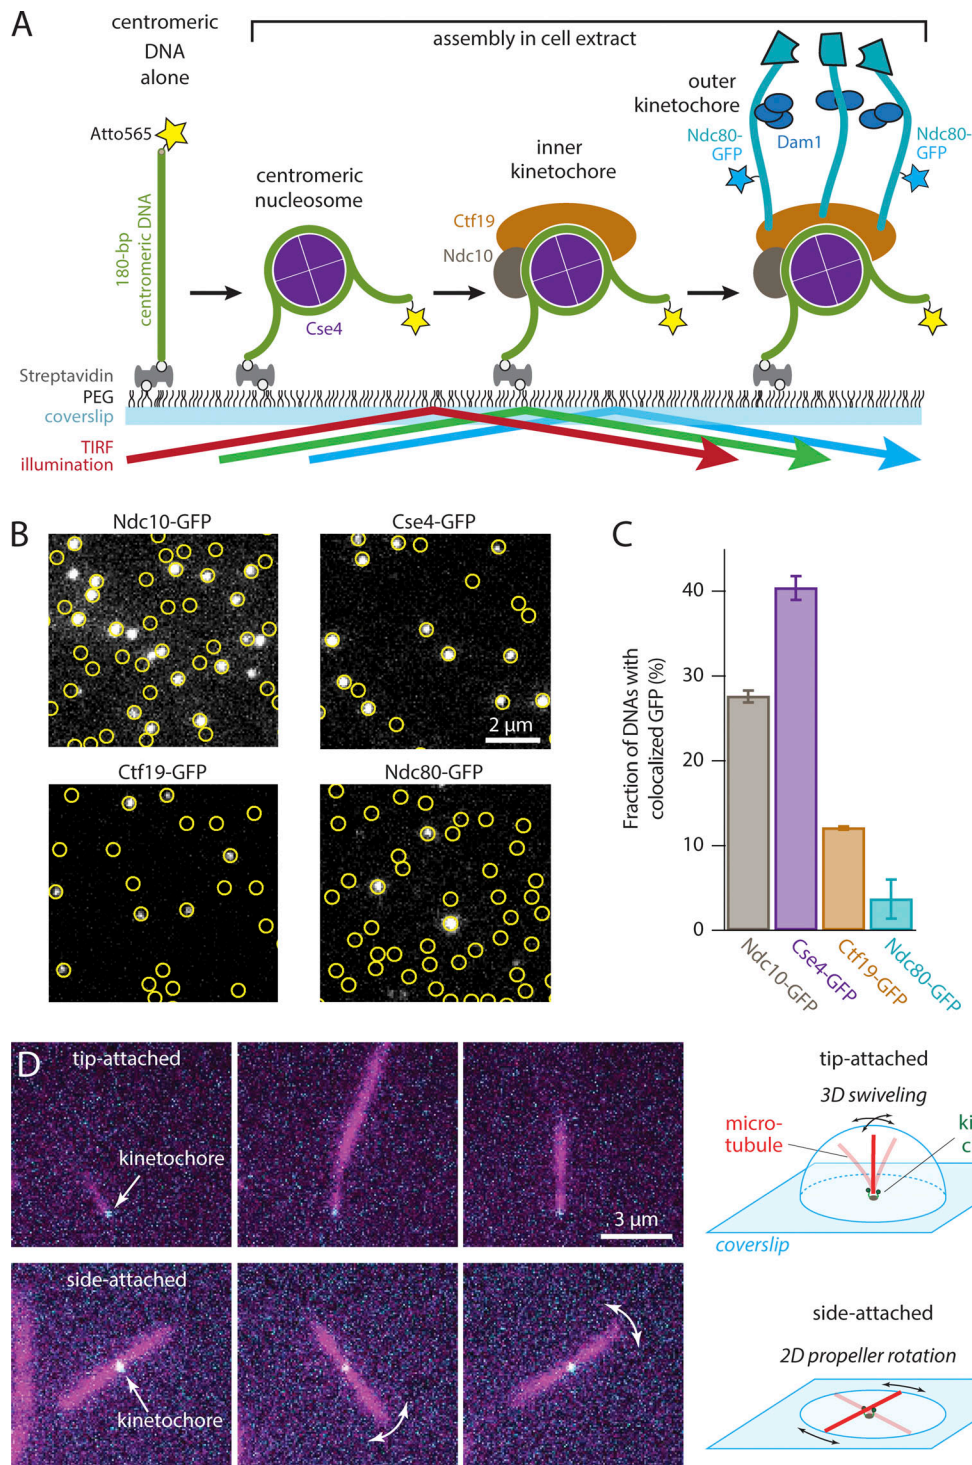 A
centromeric
DNA
alone
assembly in cell extract
Atto565
180-bp
centromeric DNA
centromeric
nucleosome
Cse4
inner
kinetochore
Ctf19
Ndc10
outer
kinetochore
Ndc80-
GFP
Dam1
Ndc80-
GFP
Streptavidin
PEG
coverslip
TIRF
illumination
B
Ndc10-GFP
Cse4-GFP
2 μm
Ctf19-GFP
Ndc80-GFP
C
Fraction of DNAs with
colocalized GFP (%)
40
30
20
10
0
Ndc10-GFP
Cse4-GFP
Ctf19-GFP
Ndc80-GFP
D
tip-attached
kinetochore
3 μm
side-attached
kinetochore
tip-attached
3D swiveling
micro-
tubule
ki
c
coverslip
side-attached
2D propeller rotation